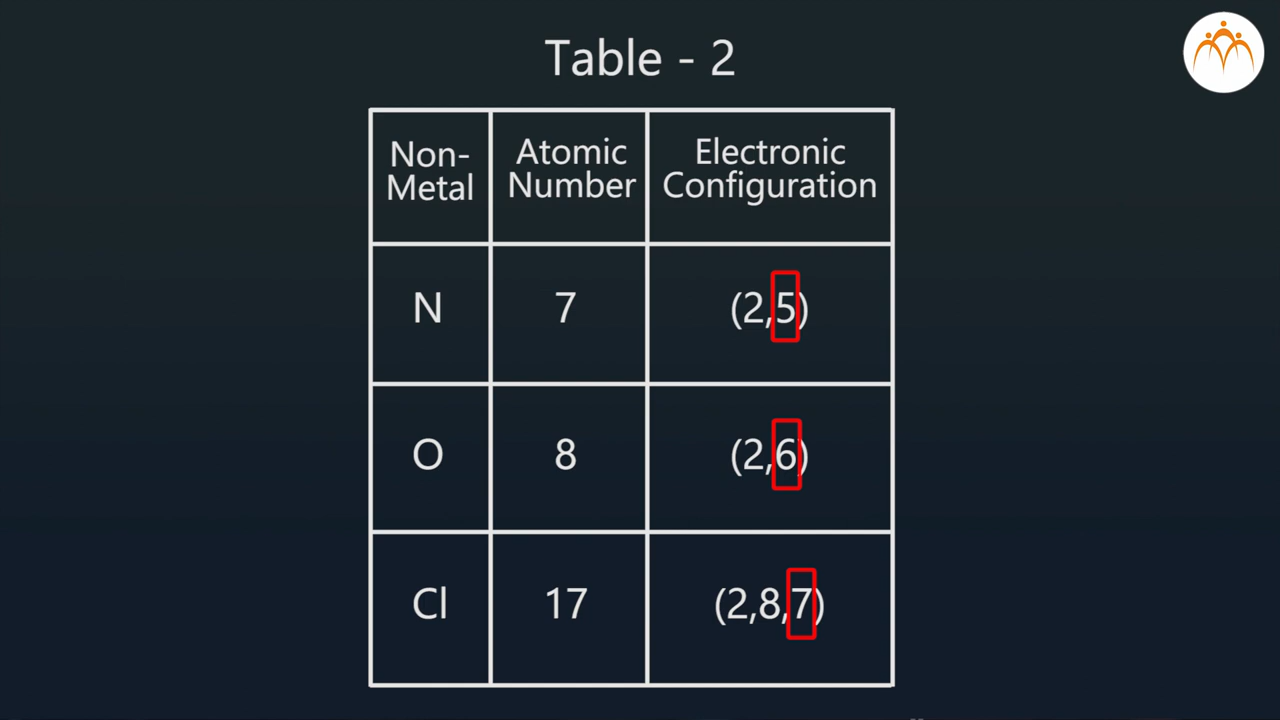 Table - 2
Non-
Metal
Atomic
Number
Electronic
Configuration
N
7
(2,5)
O
8
(2,6)
Cl
17
(2,8,7)